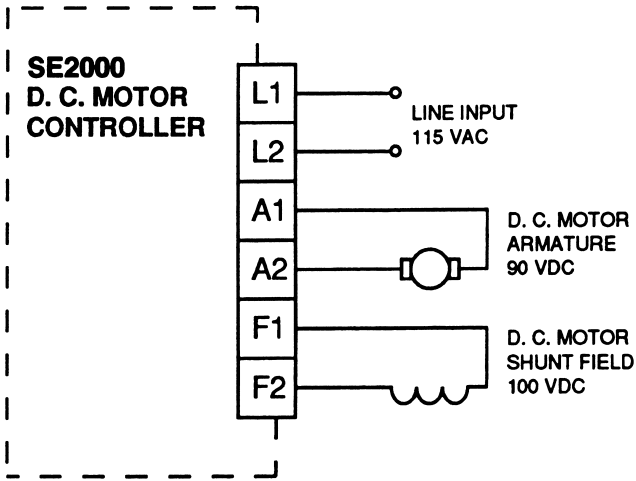 SE2000
D. C. MOTOR
CONTROLLER
L1
L2
A1
A2
F1
F2
LINE INPUT
115 VAC
D. C. MOTOR
ARMATURE
90 VDC
D. C. MOTOR
SHUNT FIELD
100 VDC